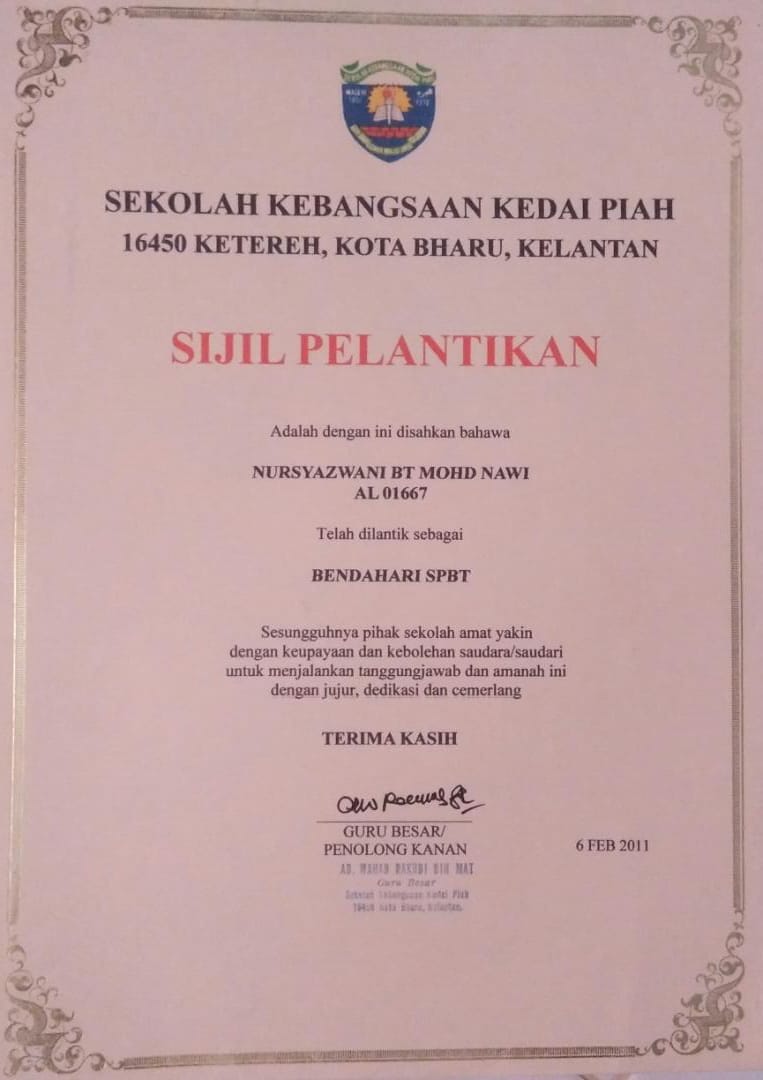 SEKOLAH KEBANGSAAN KEDAI PIAH
16450 KETEREH, KOTA BHARU, KELANTAN
SIJIL PELANTIKAN
Adalah dengan ini disahkan bahawa
NURSYAZWANI BT MOHD NAWI
AL 01667
Telah dilantik sebagai
BENDAHARI SPBT
Sesungguhnya pihak sekolah amat yakin
dengan keupayaan dan kebolehan saudara/saudari
untuk menjalankan tanggungjawab dan amanah ini
dengan jujur, dedikasi dan cemerlang
TERIMA KASIH
GURU BESAR/
PENOLONG KANAN
6 FEB 2011
AB. WAHAB BAKHDI BIN MAT
Guru Besar
Sekolah Kebangsaan Kedai Piah
16450 Kota Bharu, Kelantan.